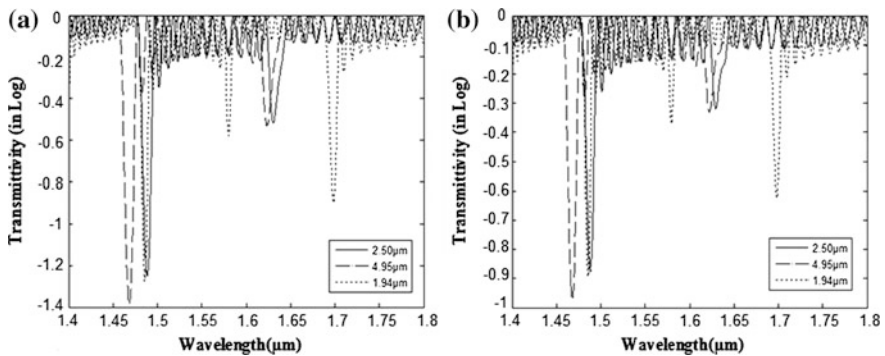 (a)
Transmittivity (in Log)
0
-0.2
-0.4
-0.6
-0.8
-1
-1.2
-1.4
1.4 1.45 1.5 1.55 1.6 1.65 1.7 1.75 1.8
Wavelength(µm)
2 50µm
4.95µm
1.94µm
(b)
Transmittivity (in Log)
0
-0.1
-0.2
-0.3
-0.4
-0.5
-0.6
-0.7
-0.8
-0.9
-1
1.4 1.45 1.5 1.55 1.6 1.65 1.7 1.75 1.8
Wavelength(µm)
2 50µm
4.95µm
1.94µm